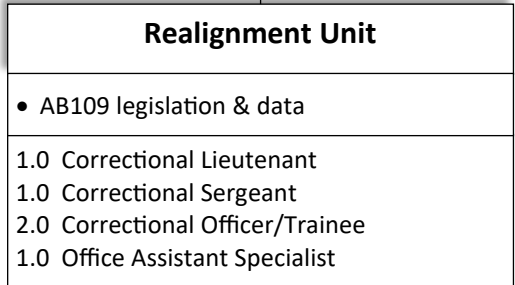 Realignment Unit
• AB109 legislation & data
1.0 Correctional Lieutenant
1.0 Correctional Sergeant
2.0 Correctional Officer/Trainee
1.0 Office Assistant Specialist